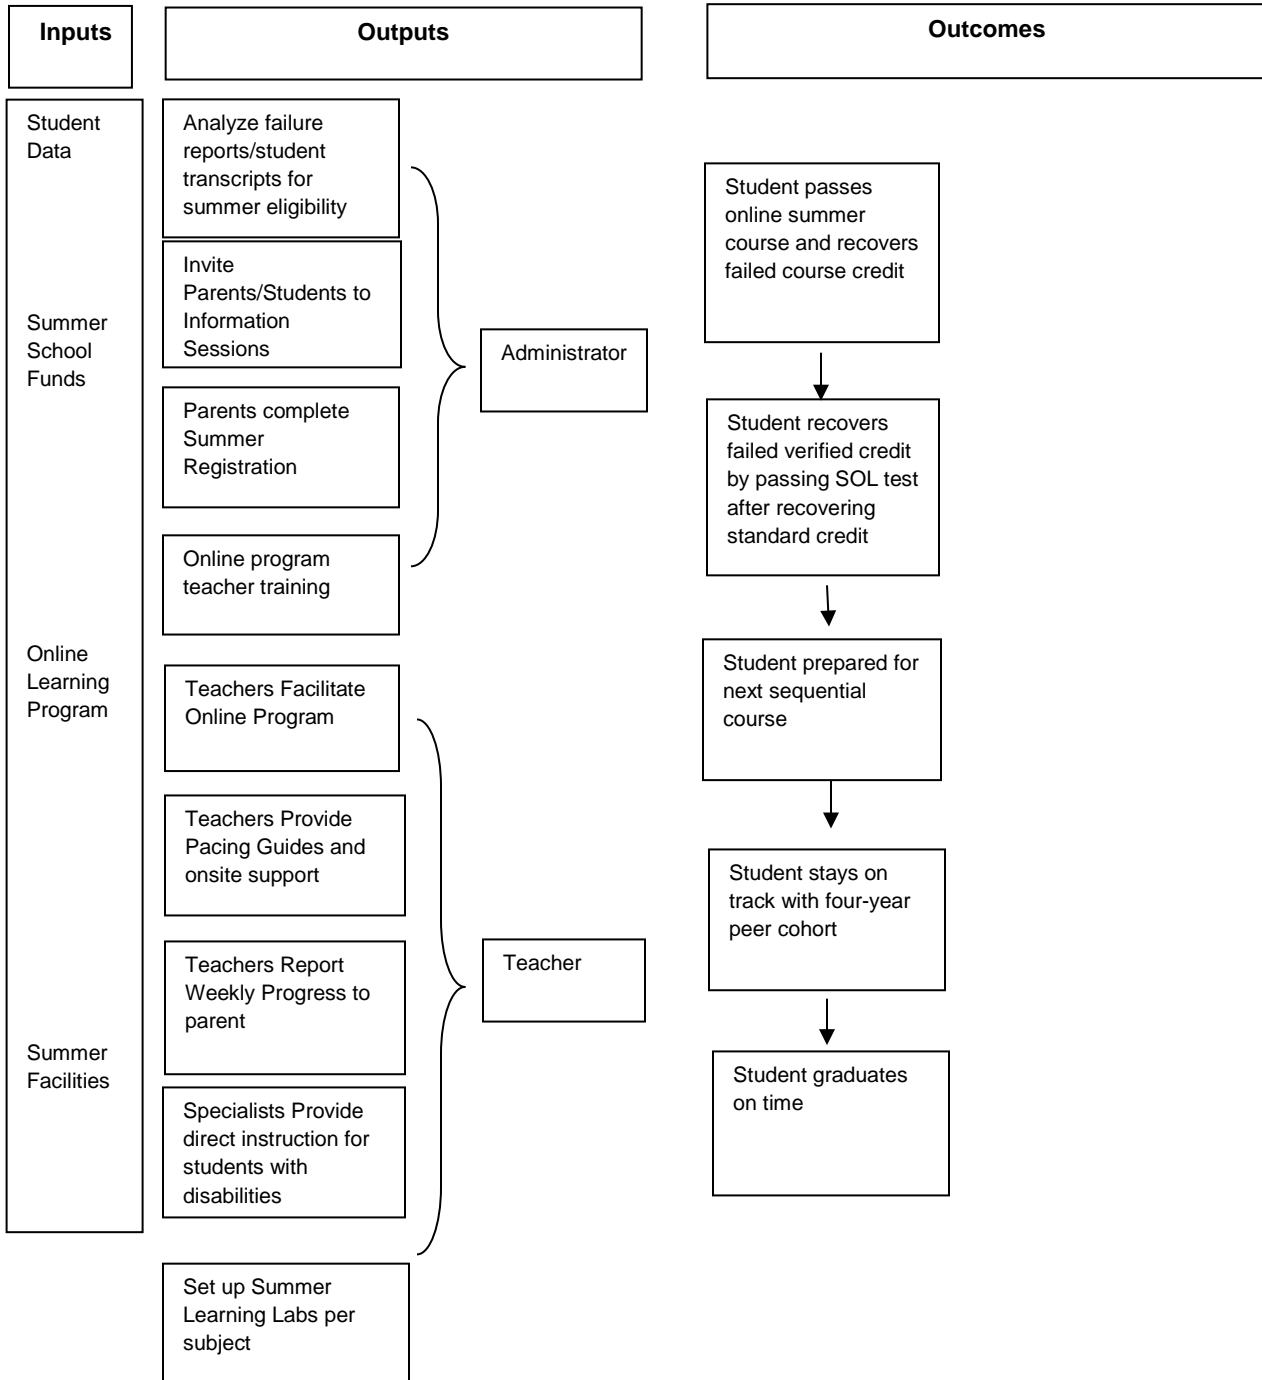 Inputs
Outputs
Outcomes
Student
Data
Summer
School
Funds
Online
Learning
Program
Summer
Facilities
Analyze failure
reports/student
transcripts for
summer eligibility
Invite
Parents/Students to
Information
Sessions
Parents complete
Summer
Registration
Online program
teacher training
Administrator
Teachers Facilitate
Online Program
Teachers Provide
Pacing Guides and
onsite support
Teachers Report
Weekly Progress to
parent
Specialists Provide
direct instruction for
students with
disabilities
Set up Summer
Learning Labs per
subject
Teacher
Student passes
online summer
course and recovers
failed course credit
Student recovers
failed verified credit
by passing SOL test
after recovering
standard credit
Student prepared for
next sequential
course
Student stays on
track with four-year
peer cohort
Student graduates
on time